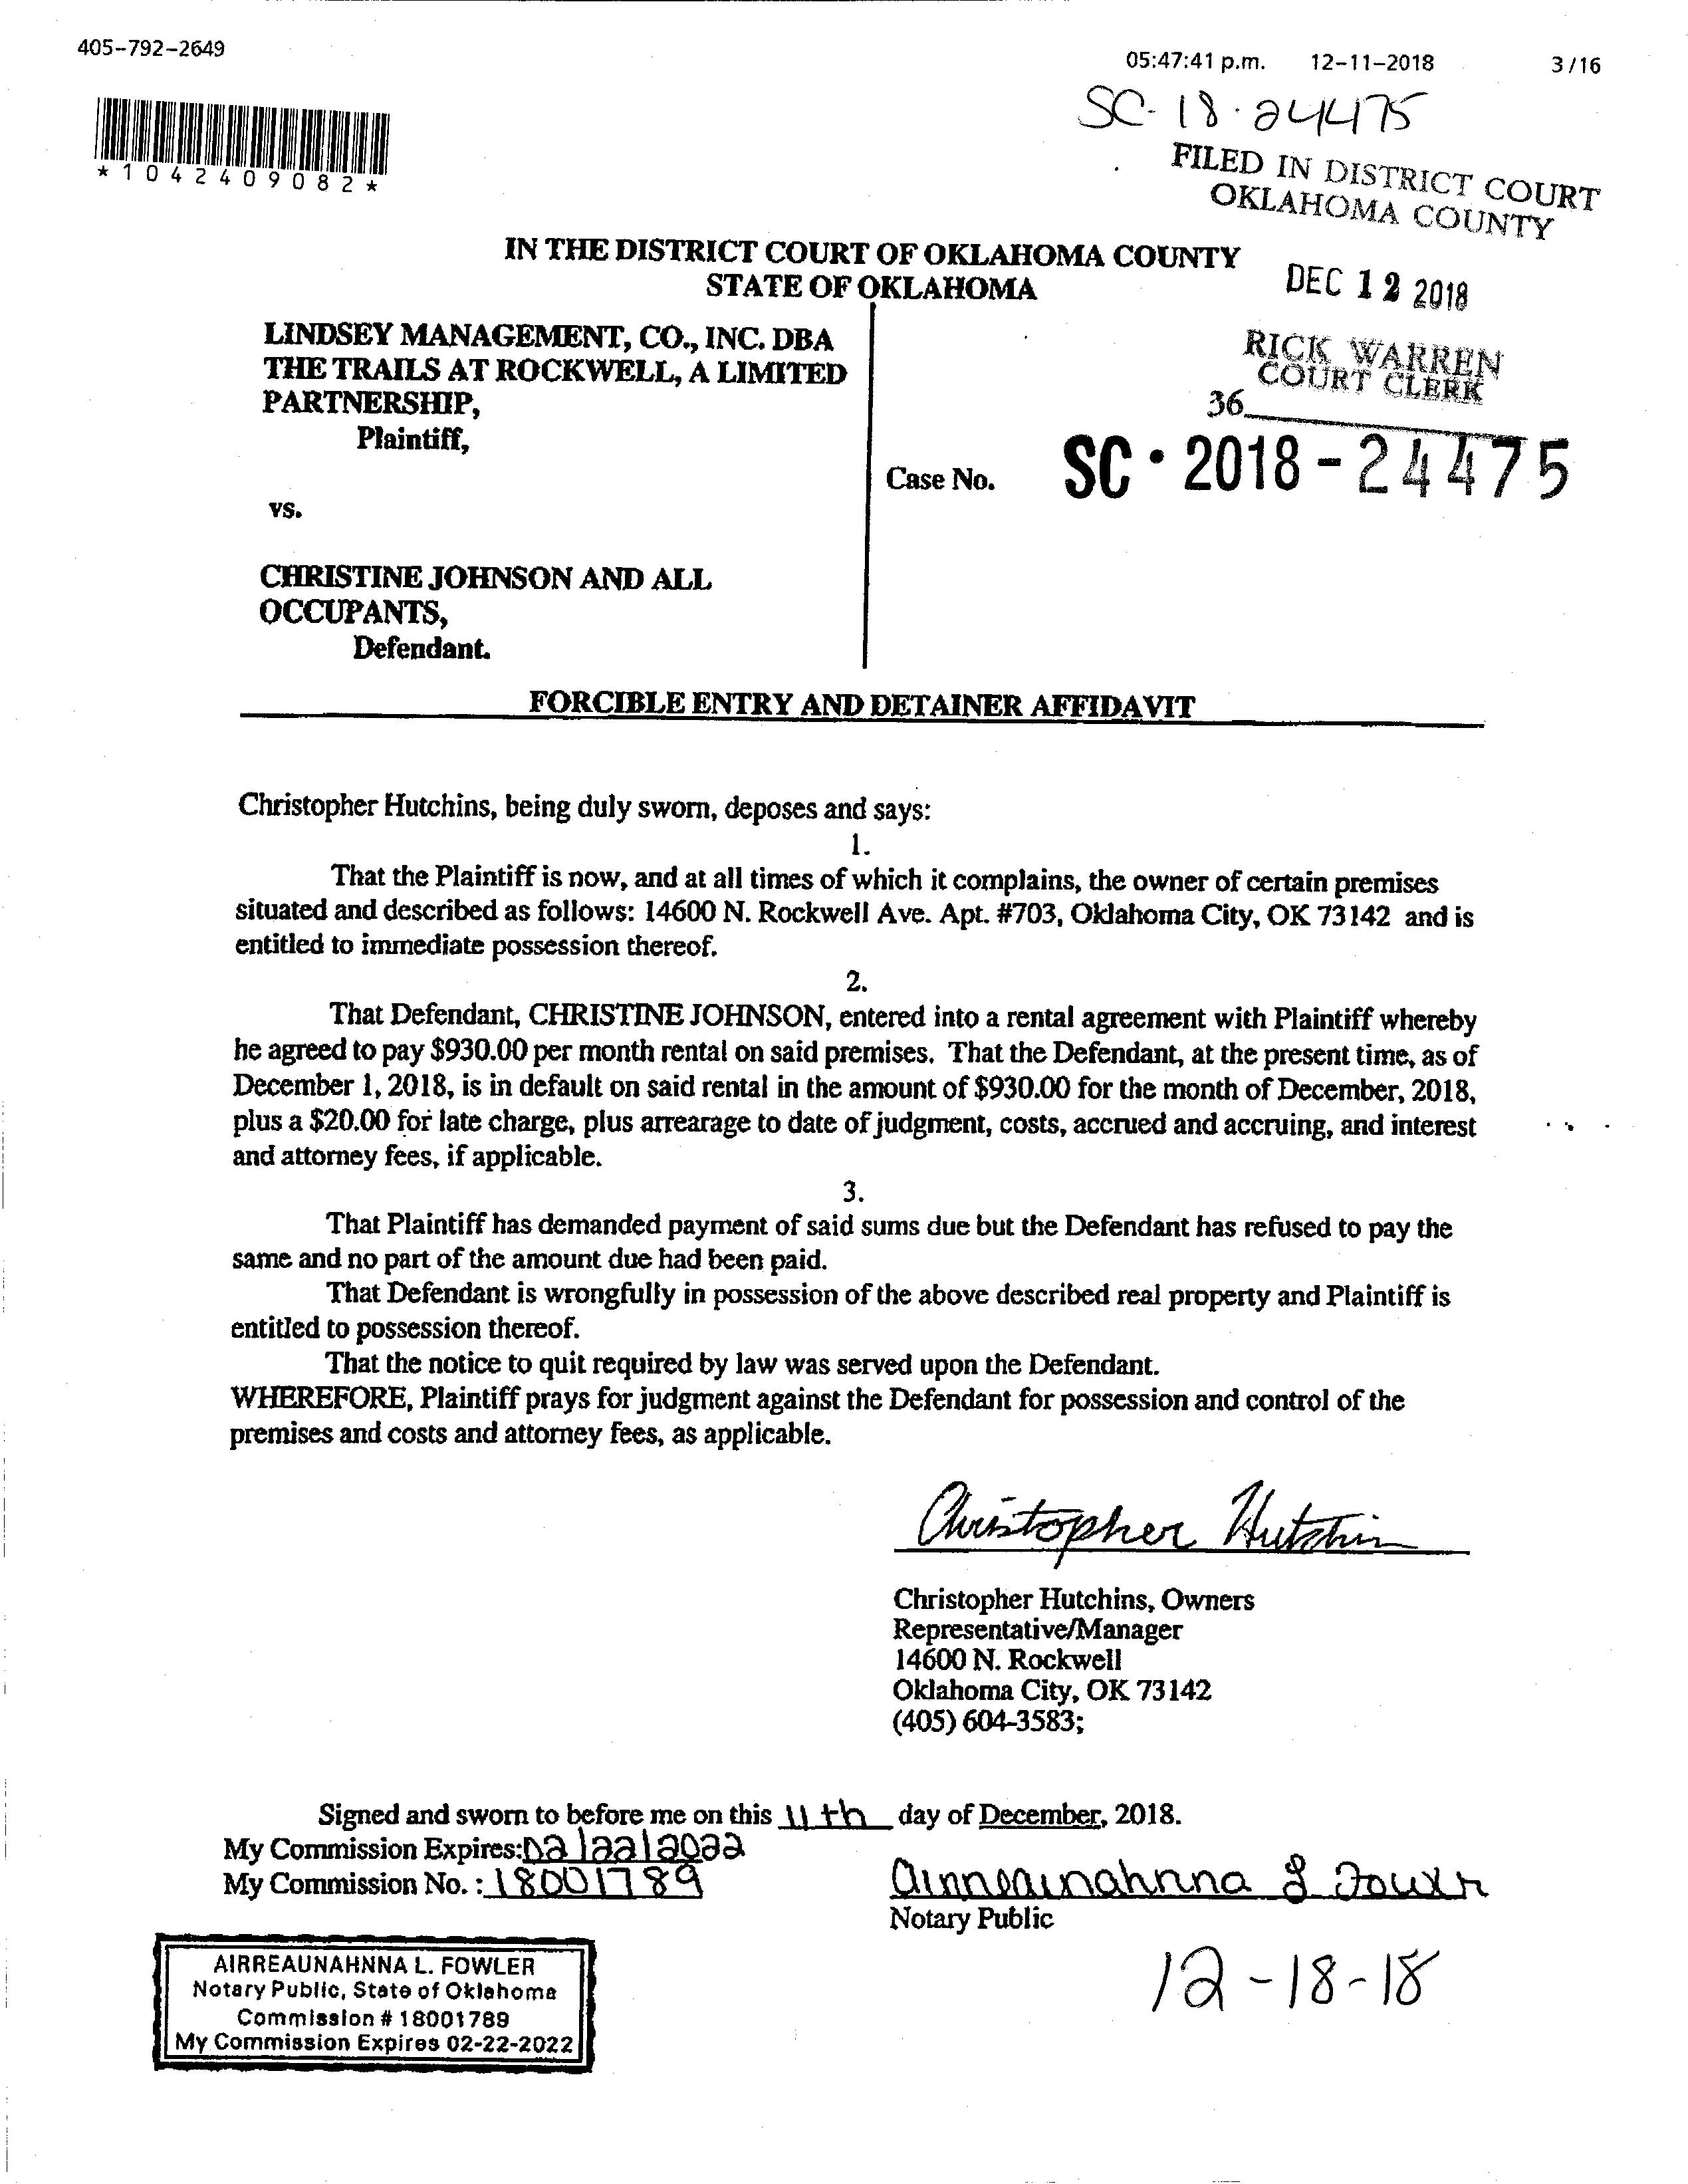 405-792-2649
05:47:41 p.m. 12-11-2018 3/16
SC-18-24475
*1042409082*
FILED IN DISTRICT COURT
OKLAHOMA COUNTY
IN THE DISTRICT COURT OF OKLAHOMA COUNTY
STATE OF OKLAHOMA
DEC 12 2018
LINDSEY MANAGEMENT, CO., INC. DBA
THE TRAILS AT ROCKWELL, A LIMITED
PARTNERSHIP,
Plaintiff,
RICK WARREN
COURT CLERK
36
Case No. SC-2018-24475
vs.
CHRISTINE JOHNSON AND ALL
OCCUPANTS,
Defendant.
FORCIBLE ENTRY AND DETAINER AFFIDAVIT
Christopher Hutchins, being duly sworn, deposes and says:
1.
That the Plaintiff is now, and at all times of which it complains, the owner of certain premises
situated and described as follows: 14600 N. Rockwell Ave. Apt. #703, Oklahoma City, OK 73142 and is
entitled to immediate possession thereof.
2.
That Defendant, CHRISTINE JOHNSON, entered into a rental agreement with Plaintiff whereby
he agreed to pay $930.00 per month rental on said premises. That the Defendant, at the present time, as of
December 1, 2018, is in default on said rental in the amount of $930.00 for the month of December, 2018,
plus a $20.00 for late charge, plus arrearage to date of judgment, costs, accrued and accruing, and interest
and attorney fees, if applicable.
3.
That Plaintiff has demanded payment of said sums due but the Defendant has refused to pay the
same and no part of the amount due had been paid.
That Defendant is wrongfully in possession of the above described real property and Plaintiff is
entitled to possession thereof.
That the notice to quit required by law was served upon the Defendant.
WHEREFORE, Plaintiff prays for judgment against the Defendant for possession and control of the
premises and costs and attorney fees, as applicable.
Christopher Hutchins
Christopher Hutchins, Owners
Representative/Manager
14600 N. Rockwell
Oklahoma City, OK 73142
(405) 604-3583;
Signed and sworn to before me on this 11th day of December, 2018.
My Commission Expires: 02/22/2022
My Commission No. : 18001789
Airreaunahnna L Fowler
Notary Public
AIRREAUNAHNNA L. FOWLER
Notary Public, State of Oklahoma
Commission # 18001789
My Commission Expires 02-22-2022
12-18-18